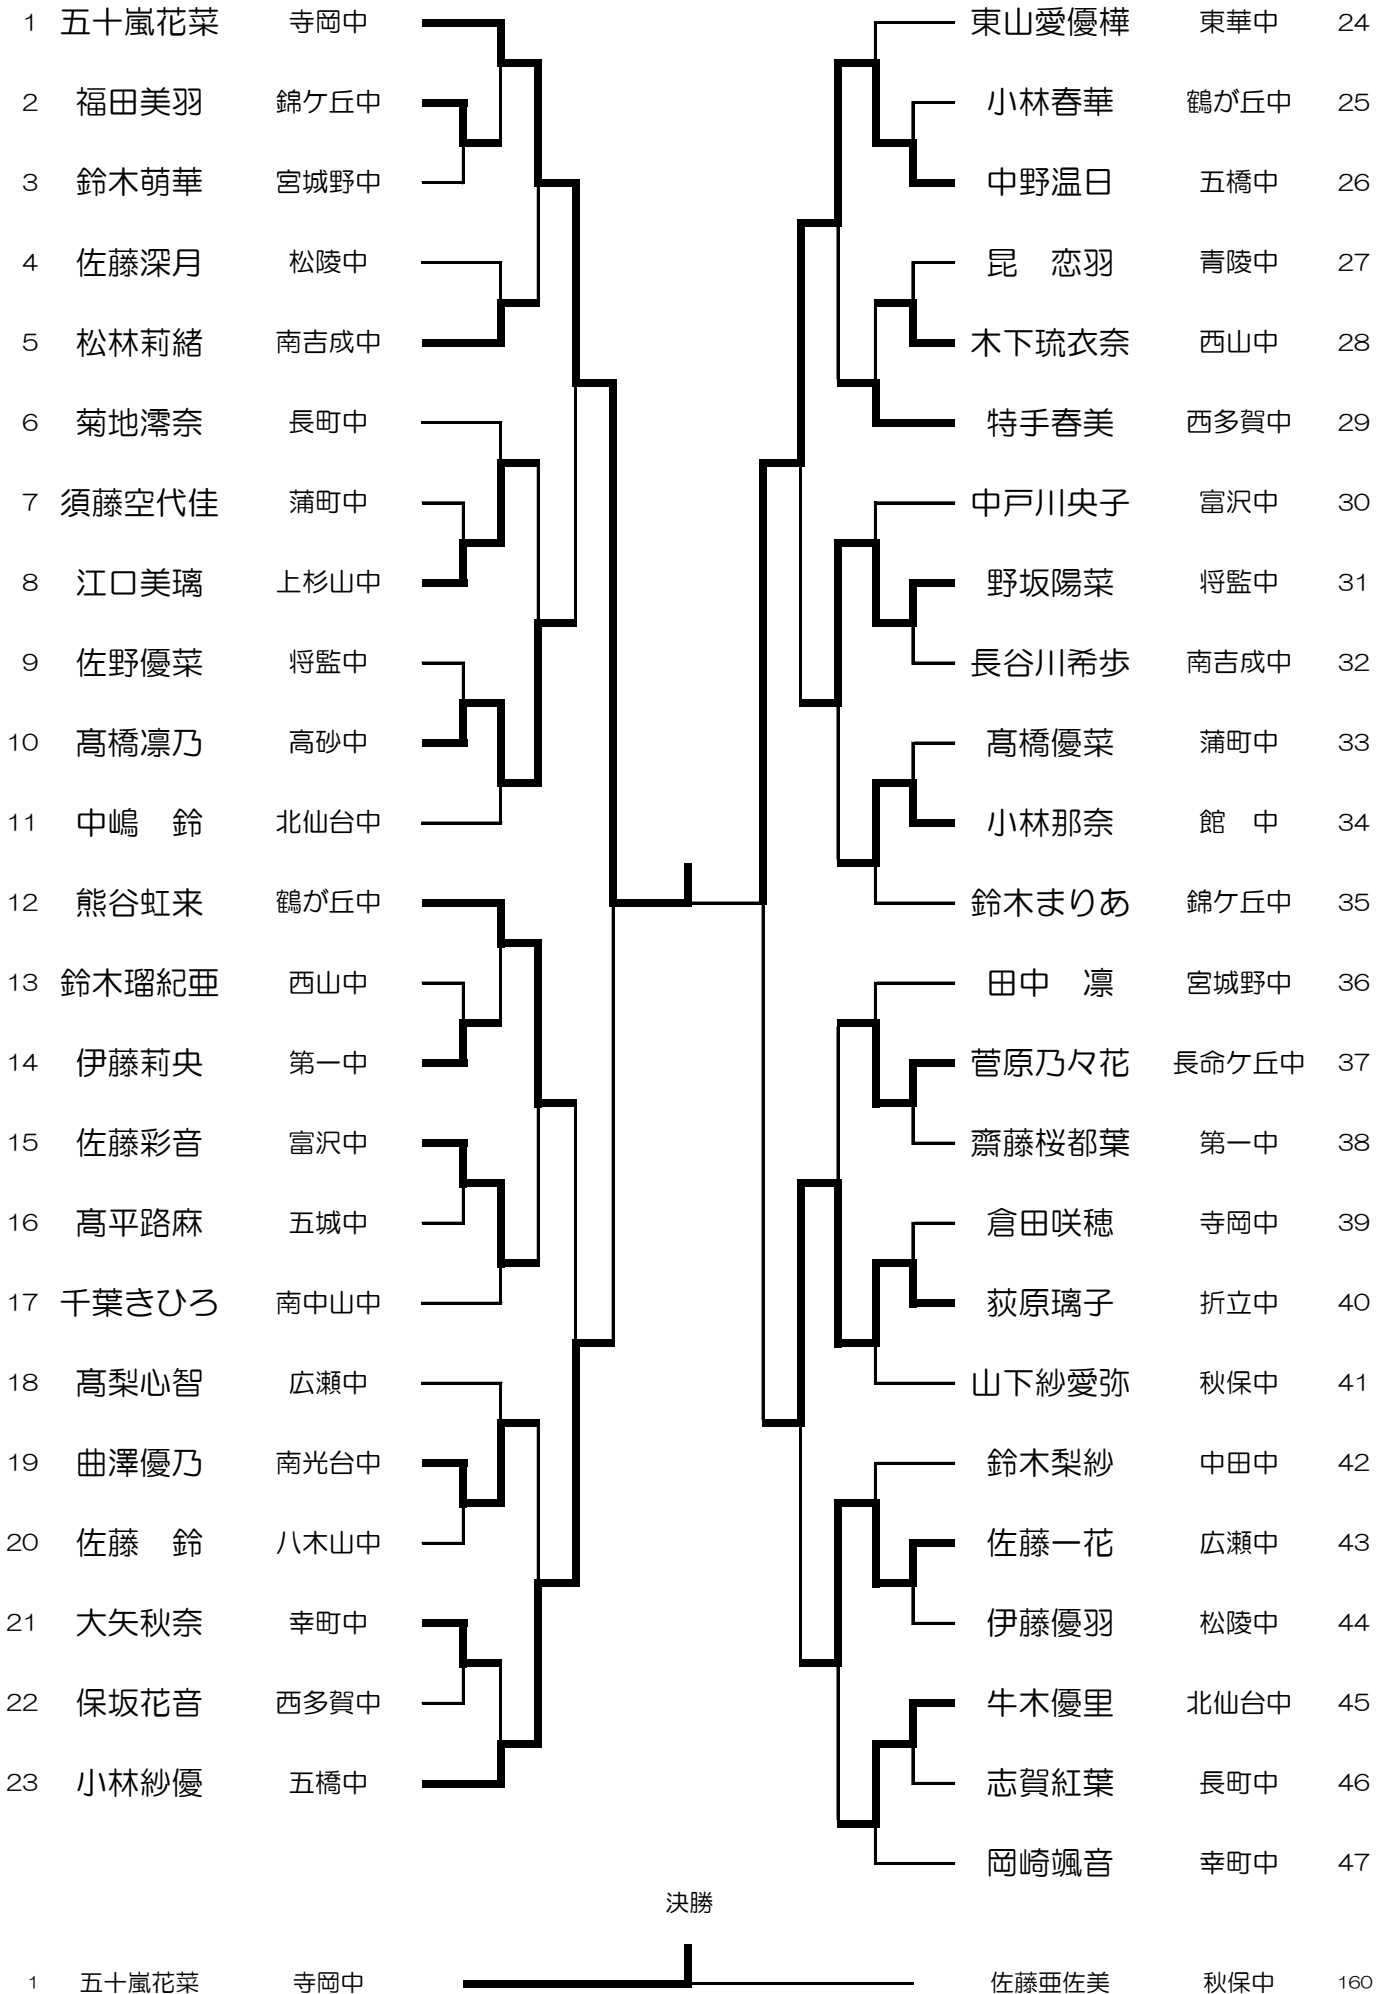 1 五十嵐花菜 寺岡中 東山愛優樺 東華中 24
2 福田美羽 錦ケ丘中 小林春華 鶴が丘中 25
3 鈴木萌華 宮城野中 中野温日 五橋中 26
4 佐藤深月 松陵中 昆　恋羽 青陵中 27
5 松林莉緒 南吉成中 木下琉衣奈 西山中 28
6 菊地澪奈 長町中 特手春美 西多賀中 29
7 須藤空代佳 蒲町中 中戸川央子 富沢中 30
8 江口美璃 上杉山中 野坂陽菜 将監中 31
9 佐野優菜 将監中 長谷川希歩 南吉成中 32
10 髙橋凛乃 高砂中 髙橋優菜 蒲町中 33
11 中嶋　鈴 北仙台中 小林那奈 館　中 34
12 熊谷虹来 鶴が丘中 鈴木まりあ 錦ケ丘中 35
13 鈴木瑠紀亜 西山中 田中　凛 宮城野中 36
14 伊藤莉央 第一中 菅原乃々花 長命ケ丘中 37
15 佐藤彩音 富沢中 齋藤桜都葉 第一中 38
16 髙平路麻 五城中 倉田咲穂 寺岡中 39
17 千葉きひろ 南中山中 荻原璃子 折立中 40
18 髙梨心智 広瀬中 山下紗愛弥 秋保中 41
19 曲澤優乃 南光台中 鈴木梨紗 中田中 42
20 佐藤　鈴 八木山中 佐藤一花 広瀬中 43
21 大矢秋奈 幸町中 伊藤優羽 松陵中 44
22 保坂花音 西多賀中 牛木優里 北仙台中 45
23 小林紗優 五橋中 志賀紅葉 長町中 46
岡崎颯音 幸町中 47
決勝
1 五十嵐花菜 寺岡中 佐藤亜佐美 秋保中 160